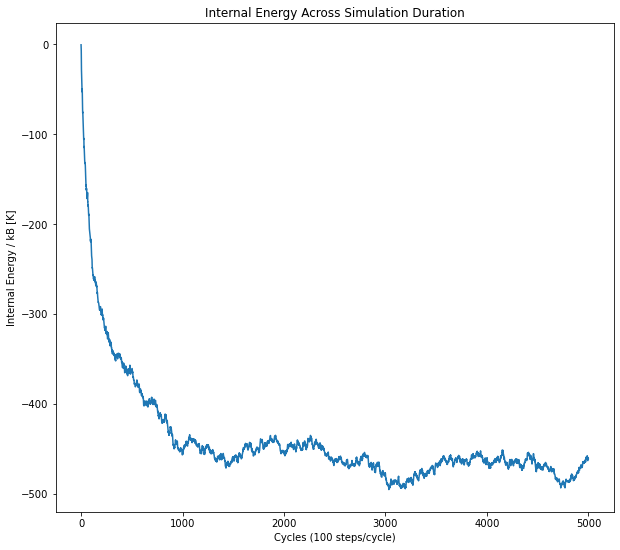 Internal Energy Across Simulation Duration
0
−100
−200
−300
−400
−500
Internal Energy / kB [K]
0 1000 2000 3000 4000 5000
Cycles (100 steps/cycle)